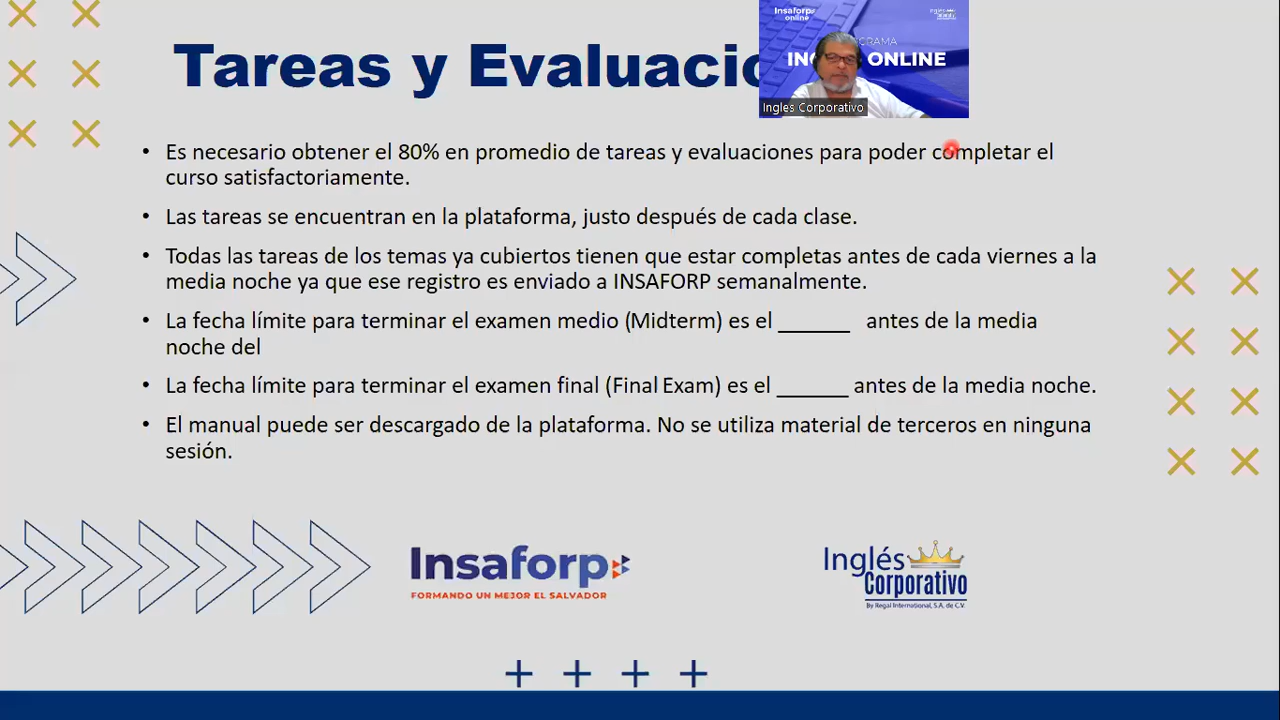 Insaforp
online
Inglés
Tareas y Evaluacio
ONLINE
Ingles Corporativo
• Es necesario obtener el 80% en promedio de tareas y evaluaciones para poder completar el
curso satisfactoriamente.
• Las tareas se encuentran en la plataforma, justo después de cada clase.
• Todas las tareas de los temas ya cubiertos tienen que estar completas antes de cada viernes a la
media noche ya que ese registro es enviado a INSAFORP semanalmente.
• La fecha límite para terminar el examen medio (Midterm) es el ______ antes de la media
noche del
• La fecha límite para terminar el examen final (Final Exam) es el ______ antes de la media noche.
• El manual puede ser descargado de la plataforma. No se utiliza material de terceros en ninguna
sesión.
Insaforp
FORMANDO UN MEJOR EL SALVADOR
Inglés
Corporativo
By Regal International, S.A. de C.V.